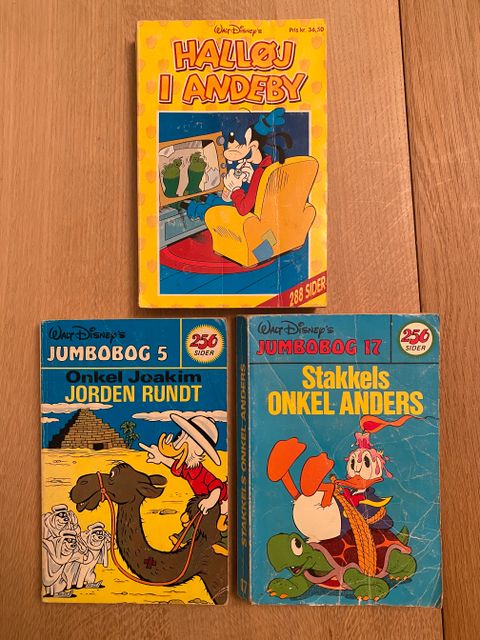 Walt Disney's
Pris kr. 36,50
HALLØJ
I ANDEBY
288 SIDER
Walt Disney's
JUMBOBOG 5
256
SIDER
Onkel Joakim
JORDEN RUNDT
Walt Disney's
JUMBOBOG 17
256
SIDER
Stakkels
ONKEL ANDERS
STAKKELS ONKEL ANDERS
17